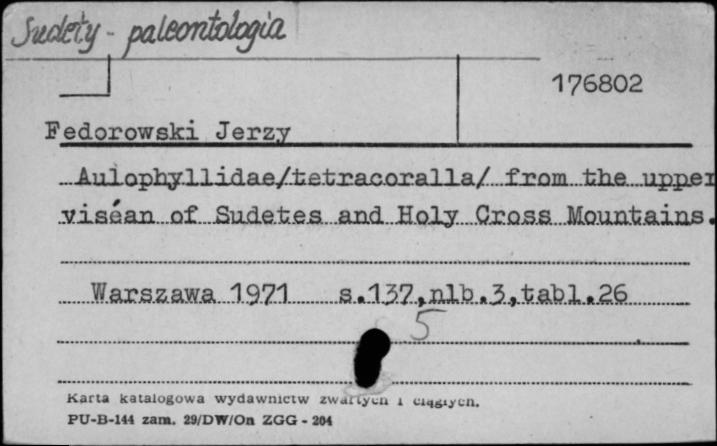 Sudety - paleontologia
176802
Fedorowski Jerzy
Aulophyllidae/tetracoralla/ from the upper
viséan of Sudetes and Holy Cross Mountains.
Warszawa 1971 s.137,nlb.3,tabl.26
5
Karta katalogowa wydawnictw zwartych i ciągłych.
PU-B-144 zam. 29/DW/On ZGG - 204